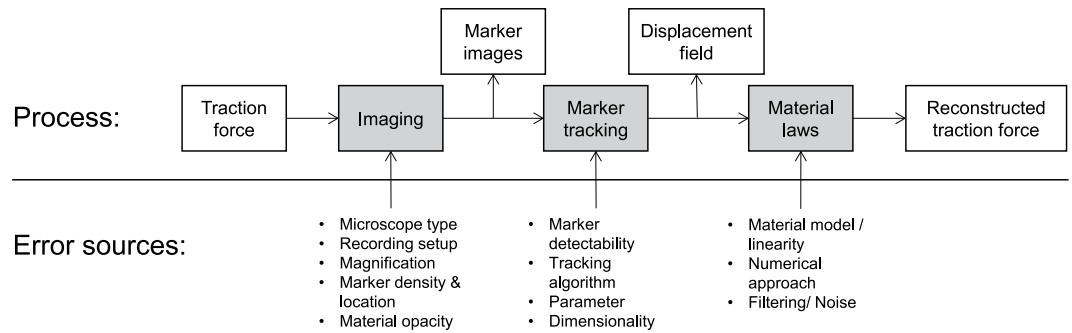 Marker
images
Displacement
field
Process:
Traction
force
Imaging
Marker
tracking
Material
laws
Reconstructed
traction force
Error sources:
• Microscope type
• Recording setup
• Magnification
• Marker density &
location
• Material opacity
• Marker
detectability
• Tracking
algorithm
• Parameter
• Dimensionality
• Material model /
linearity
• Numerical
approach
• Filtering/ Noise